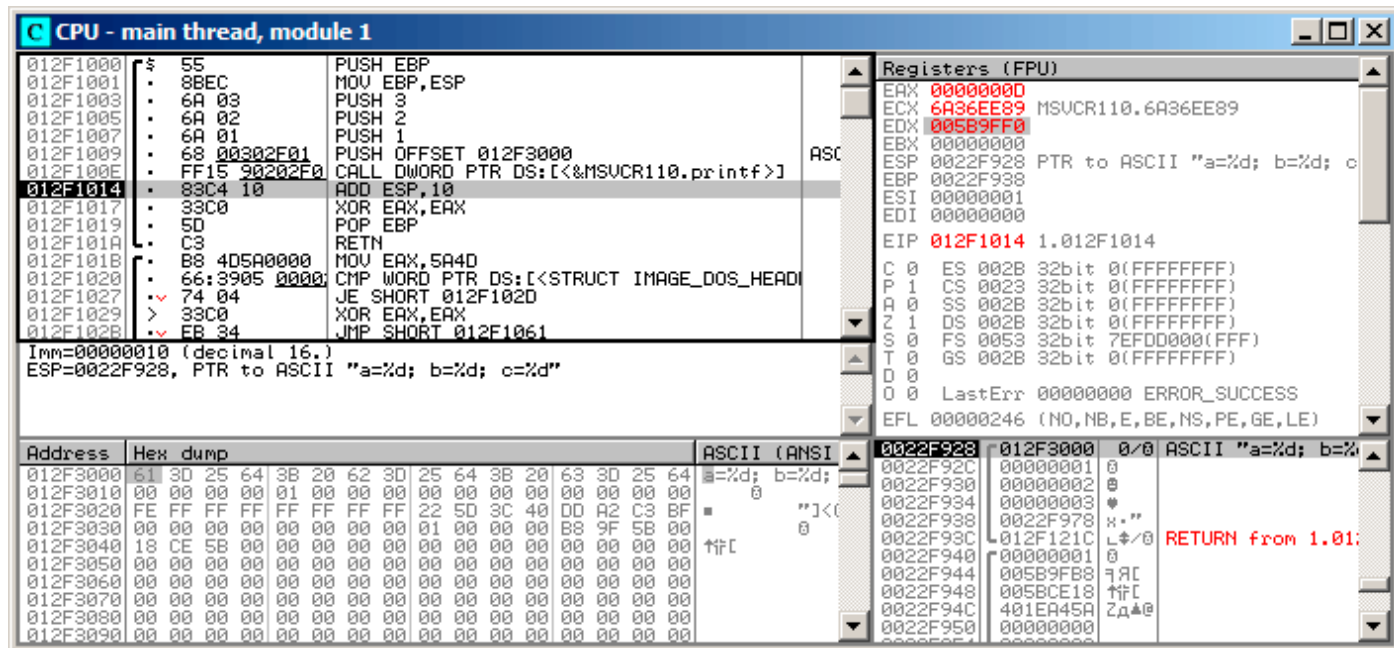 C CPU - main thread, module 1
012F1000 $ 55 PUSH EBP
012F1001 . 8BEC MOV EBP,ESP
012F1003 . 6A 03 PUSH 3
012F1005 . 6A 02 PUSH 2
012F1007 . 6A 01 PUSH 1
012F1009 . 68 00302F01 PUSH OFFSET 012F3000 ASC
012F100E . FF15 90202F0 CALL DWORD PTR DS:[<&MSVCR110.printf>]
012F1014 . 83C4 10 ADD ESP,10
012F1017 . 33C0 XOR EAX,EAX
012F1019 . 5D POP EBP
012F101A . C3 RETN
012F101B . B8 4D5A0000 MOV EAX,5A4D
012F1020 . 66:3905 0000 CMP WORD PTR DS:[<STRUCT IMAGE_DOS_HEAD
012F1027 . 74 04 JE SHORT 012F102D
012F1029 > 33C0 XOR EAX,EAX
012F102B . EB 34 JMP SHORT 012F1061
Imm=00000010 (decimal 16.)
ESP=0022F928, PTR to ASCII "a=%d; b=%d; c=%d"
Registers (FPU)
EAX 0000000D
ECX 6A36EE89 MSVCR110.6A36EE89
EDX 005B9FF0
EBX 00000000
ESP 0022F928 PTR to ASCII "a=%d; b=%d; c
EBP 0022F938
ESI 00000001
EDI 00000000
EIP 012F1014 1.012F1014
C 0 ES 002B 32bit 0(FFFFFFFF)
P 1 CS 0023 32bit 0(FFFFFFFF)
A 0 SS 002B 32bit 0(FFFFFFFF)
Z 1 DS 002B 32bit 0(FFFFFFFF)
S 0 FS 0053 32bit 7EFDD000(FFF)
T 0 GS 002B 32bit 0(FFFFFFFF)
D 0
O 0 LastErr 00000000 ERROR_SUCCESS
EFL 00000246 (NO,NB,E,BE,NS,PE,GE,LE)
Address Hex dump ASCII (ANSI
012F3000 61 3D 25 64 3B 20 62 3D 25 64 3B 20 63 3D 25 64 a=%d; b=%d;
012F3010 00 00 00 00 01 00 00 00 00 00 00 00 00 00 00 00
012F3020 FE FF FF FF FF FF FF FF 22 5D 3C 40 DD A2 C3 BF "]<
012F3030 00 00 00 00 00 00 00 00 01 00 00 00 B8 9F 5B 00
012F3040 18 CE 5B 00 00 00 00 00 00 00 00 00 00 00 00 00
012F3050 00 00 00 00 00 00 00 00 00 00 00 00 00 00 00 00
012F3060 00 00 00 00 00 00 00 00 00 00 00 00 00 00 00 00
012F3070 00 00 00 00 00 00 00 00 00 00 00 00 00 00 00 00
012F3080 00 00 00 00 00 00 00 00 00 00 00 00 00 00 00 00
012F3090 00 00 00 00 00 00 00 00 00 00 00 00 00 00 00 00
0022F928 012F3000 0/0 ASCII "a=%d; b=%
0022F92C 00000001
0022F930 00000002
0022F934 00000003 ♥
0022F938 0022F978
0022F93C 012F121C RETURN from 1.01
0022F940 00000001
0022F944 005B9FB8
0022F948 005BCE18
0022F94C 401EA45A
0022F950 00000000